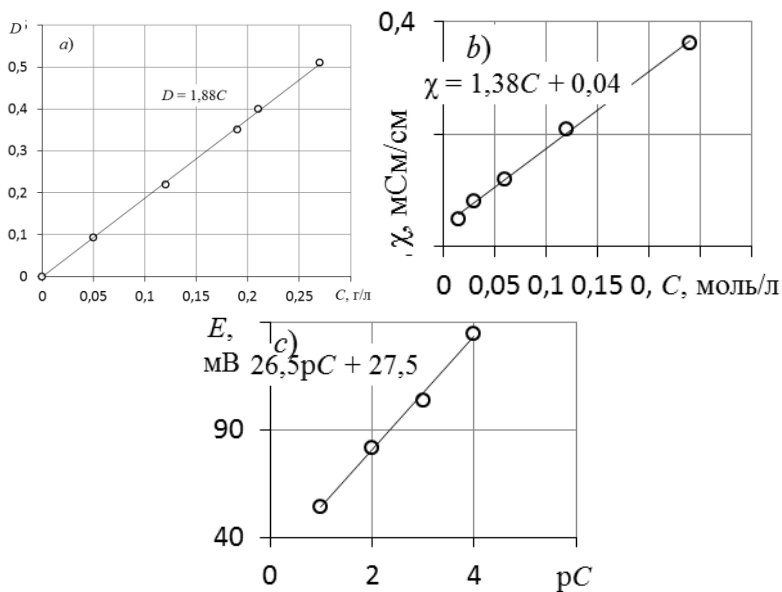 D
a)
0,5
D = 1,88C
0,4
0,3
0,2
0,1
0
0 0,05 0,1 0,15 0,2 0,25 C, г/л
0,4
b)
χ = 1,38C + 0,04
χ, мСм/см
0 0,05 0,1 0,15 0, C, моль/л
E,
мВ
c)
26,5pC + 27,5
90
40
0 2 4 pC